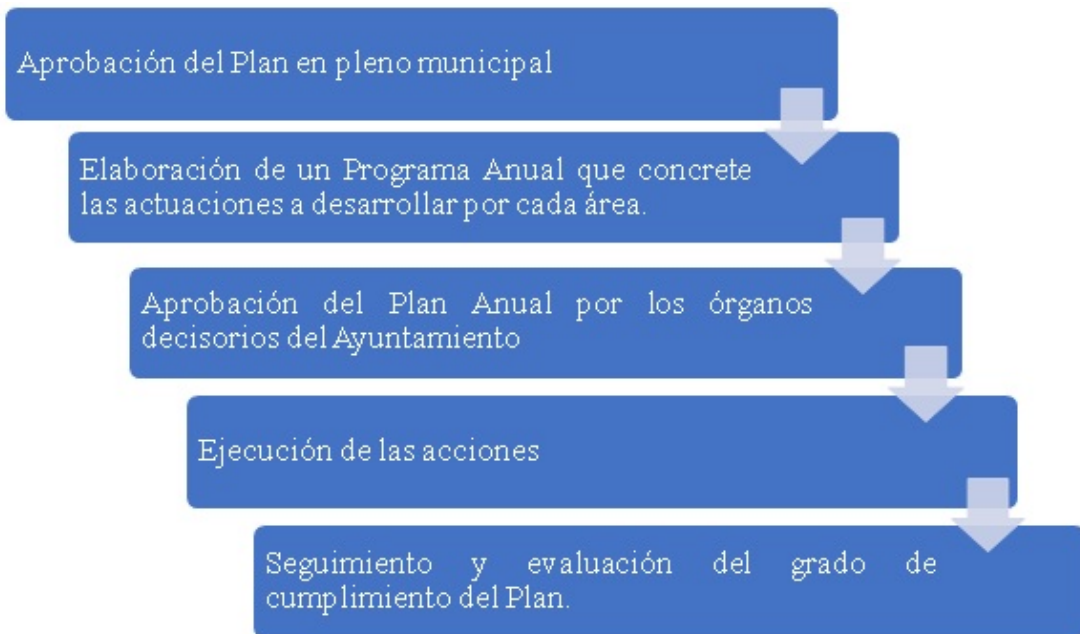 Aprobación del Plan en pleno municipal
Elaboración de un Programa Anual que concrete
las actuaciones a desarrollar por cada área.
Aprobación del Plan Anual por los órganos
decisorios del Ayuntamiento
Ejecución de las acciones
Seguimiento y evaluación del grado de
cumplimiento del Plan.